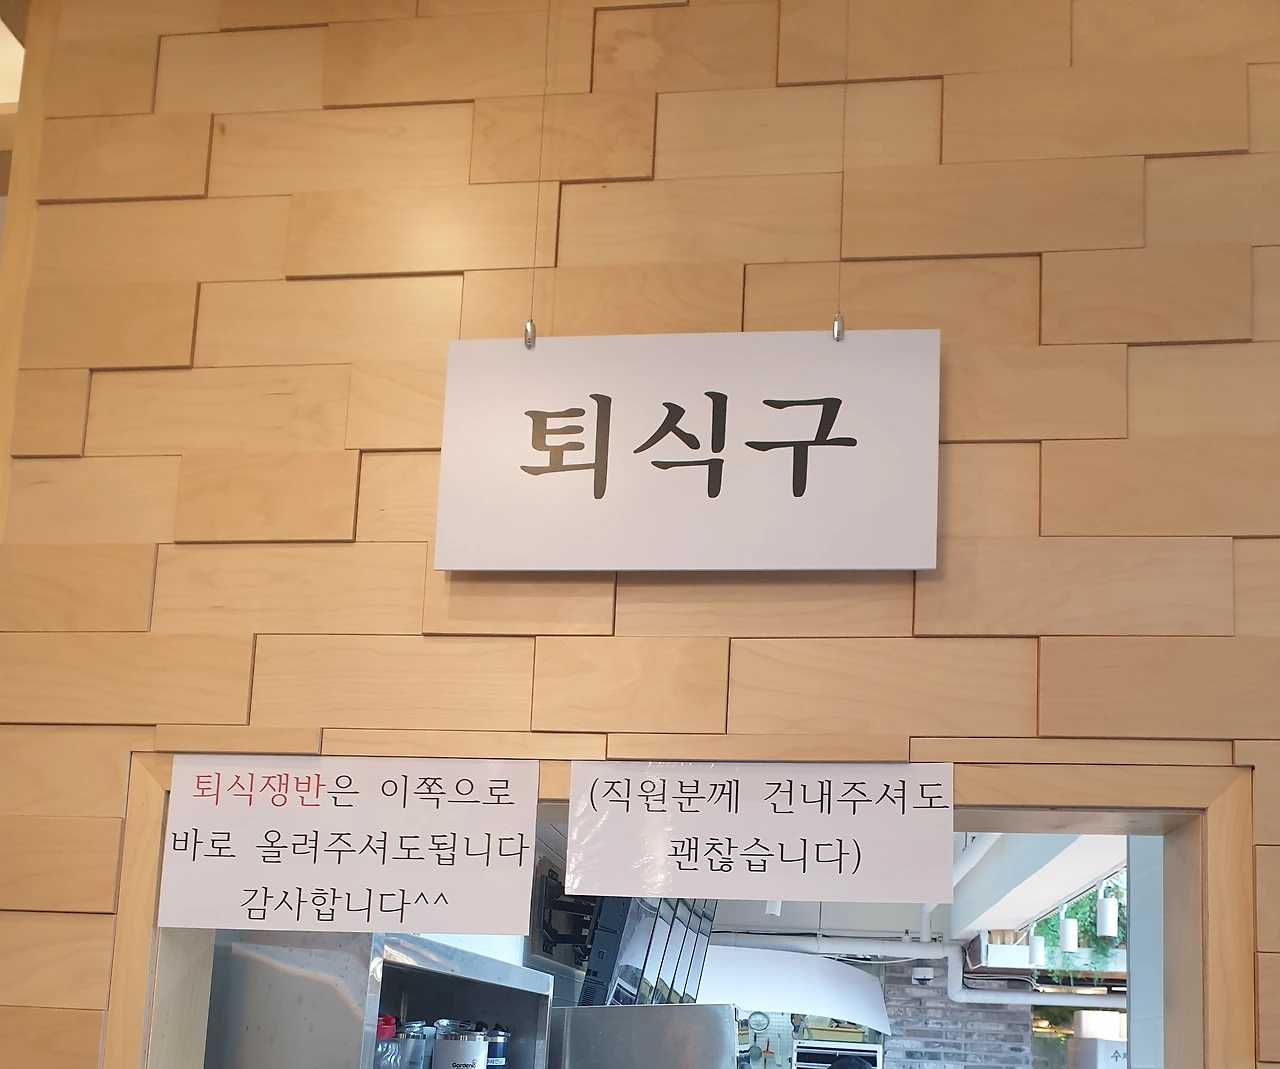 퇴식구
퇴식쟁반은 이쪽으로
바로 올려주셔도됩니다
감사합니다^^
(직원분께 건내주셔도
괜찮습니다)